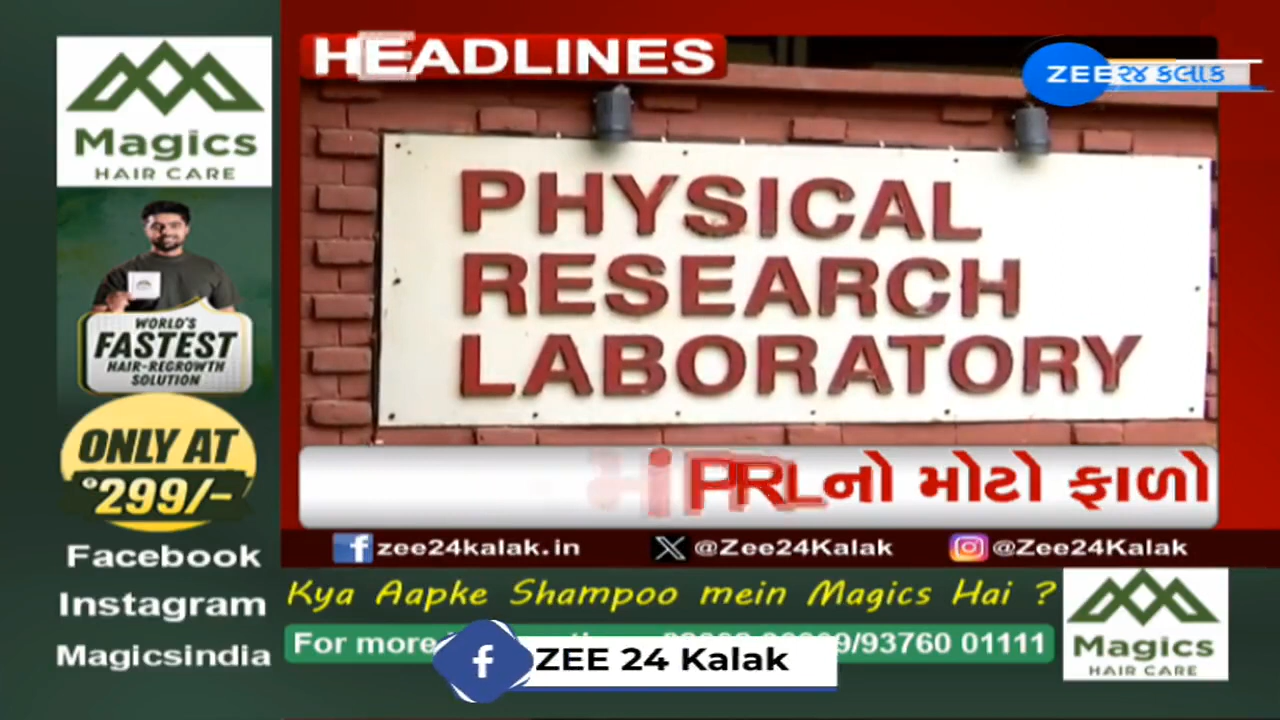 HEADLINES
ZEE ૨૪ કલાક
PHYSICAL
RESEARCH
LABORATORY
PRLનો મોટો ફાળો
zee24kalak.in
@Zee24Kalak
@Zee24Kalak
Magics
HAIR CARE
WORLD'S
FASTEST
HAIR-REGROWTH
SOLUTION
ONLY AT
₹299/-
Facebook
Instagram
Magicsindia
Kya Aapke Shampoo mein Magics Hai ?
For more
/93760 01111
ZEE 24 Kalak
Magics
HAIR CARE